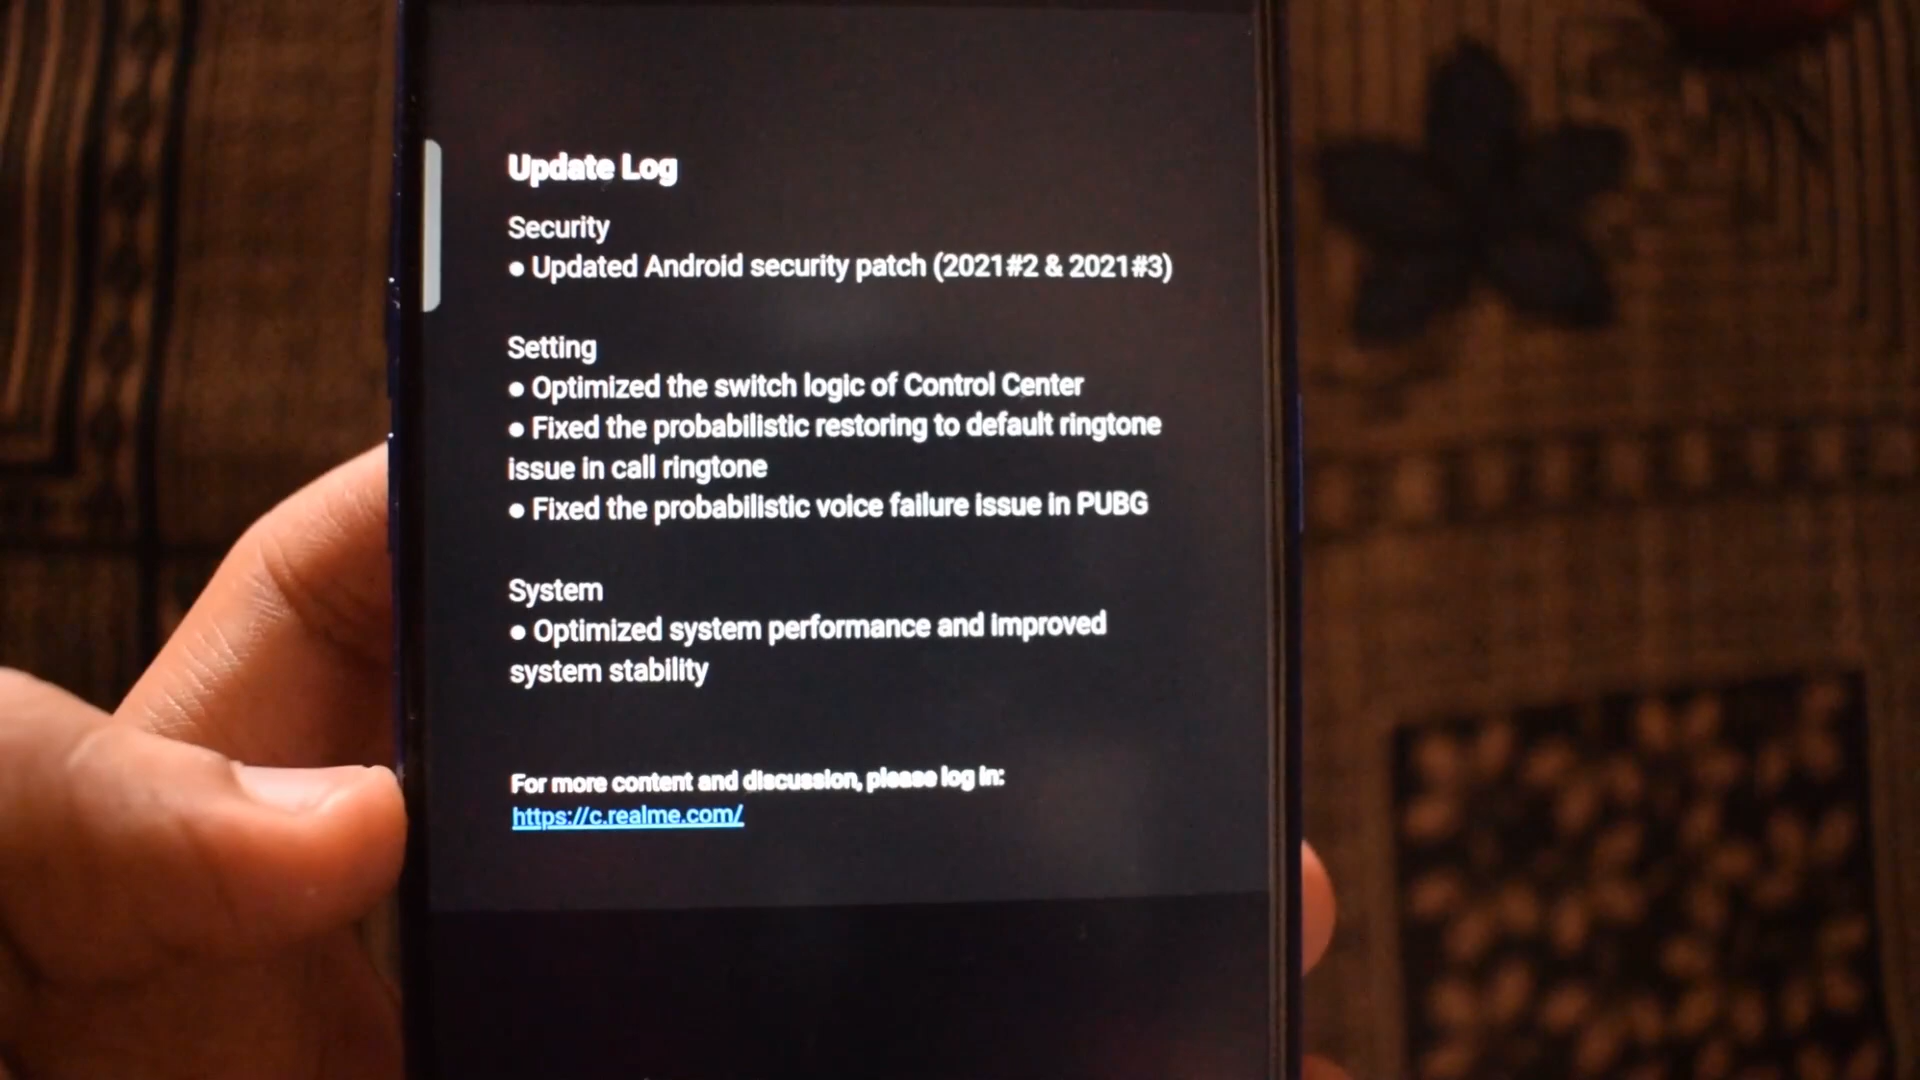 Update Log
Security
● Updated Android security patch (2021#2 & 2021#3)
Setting
● Optimized the switch logic of Control Center
● Fixed the probabilistic restoring to default ringtone
issue in call ringtone
● Fixed the probabilistic voice failure issue in PUBG
System
● Optimized system performance and improved
system stability
For more content and discussion, please log in:
https://c.realme.com/